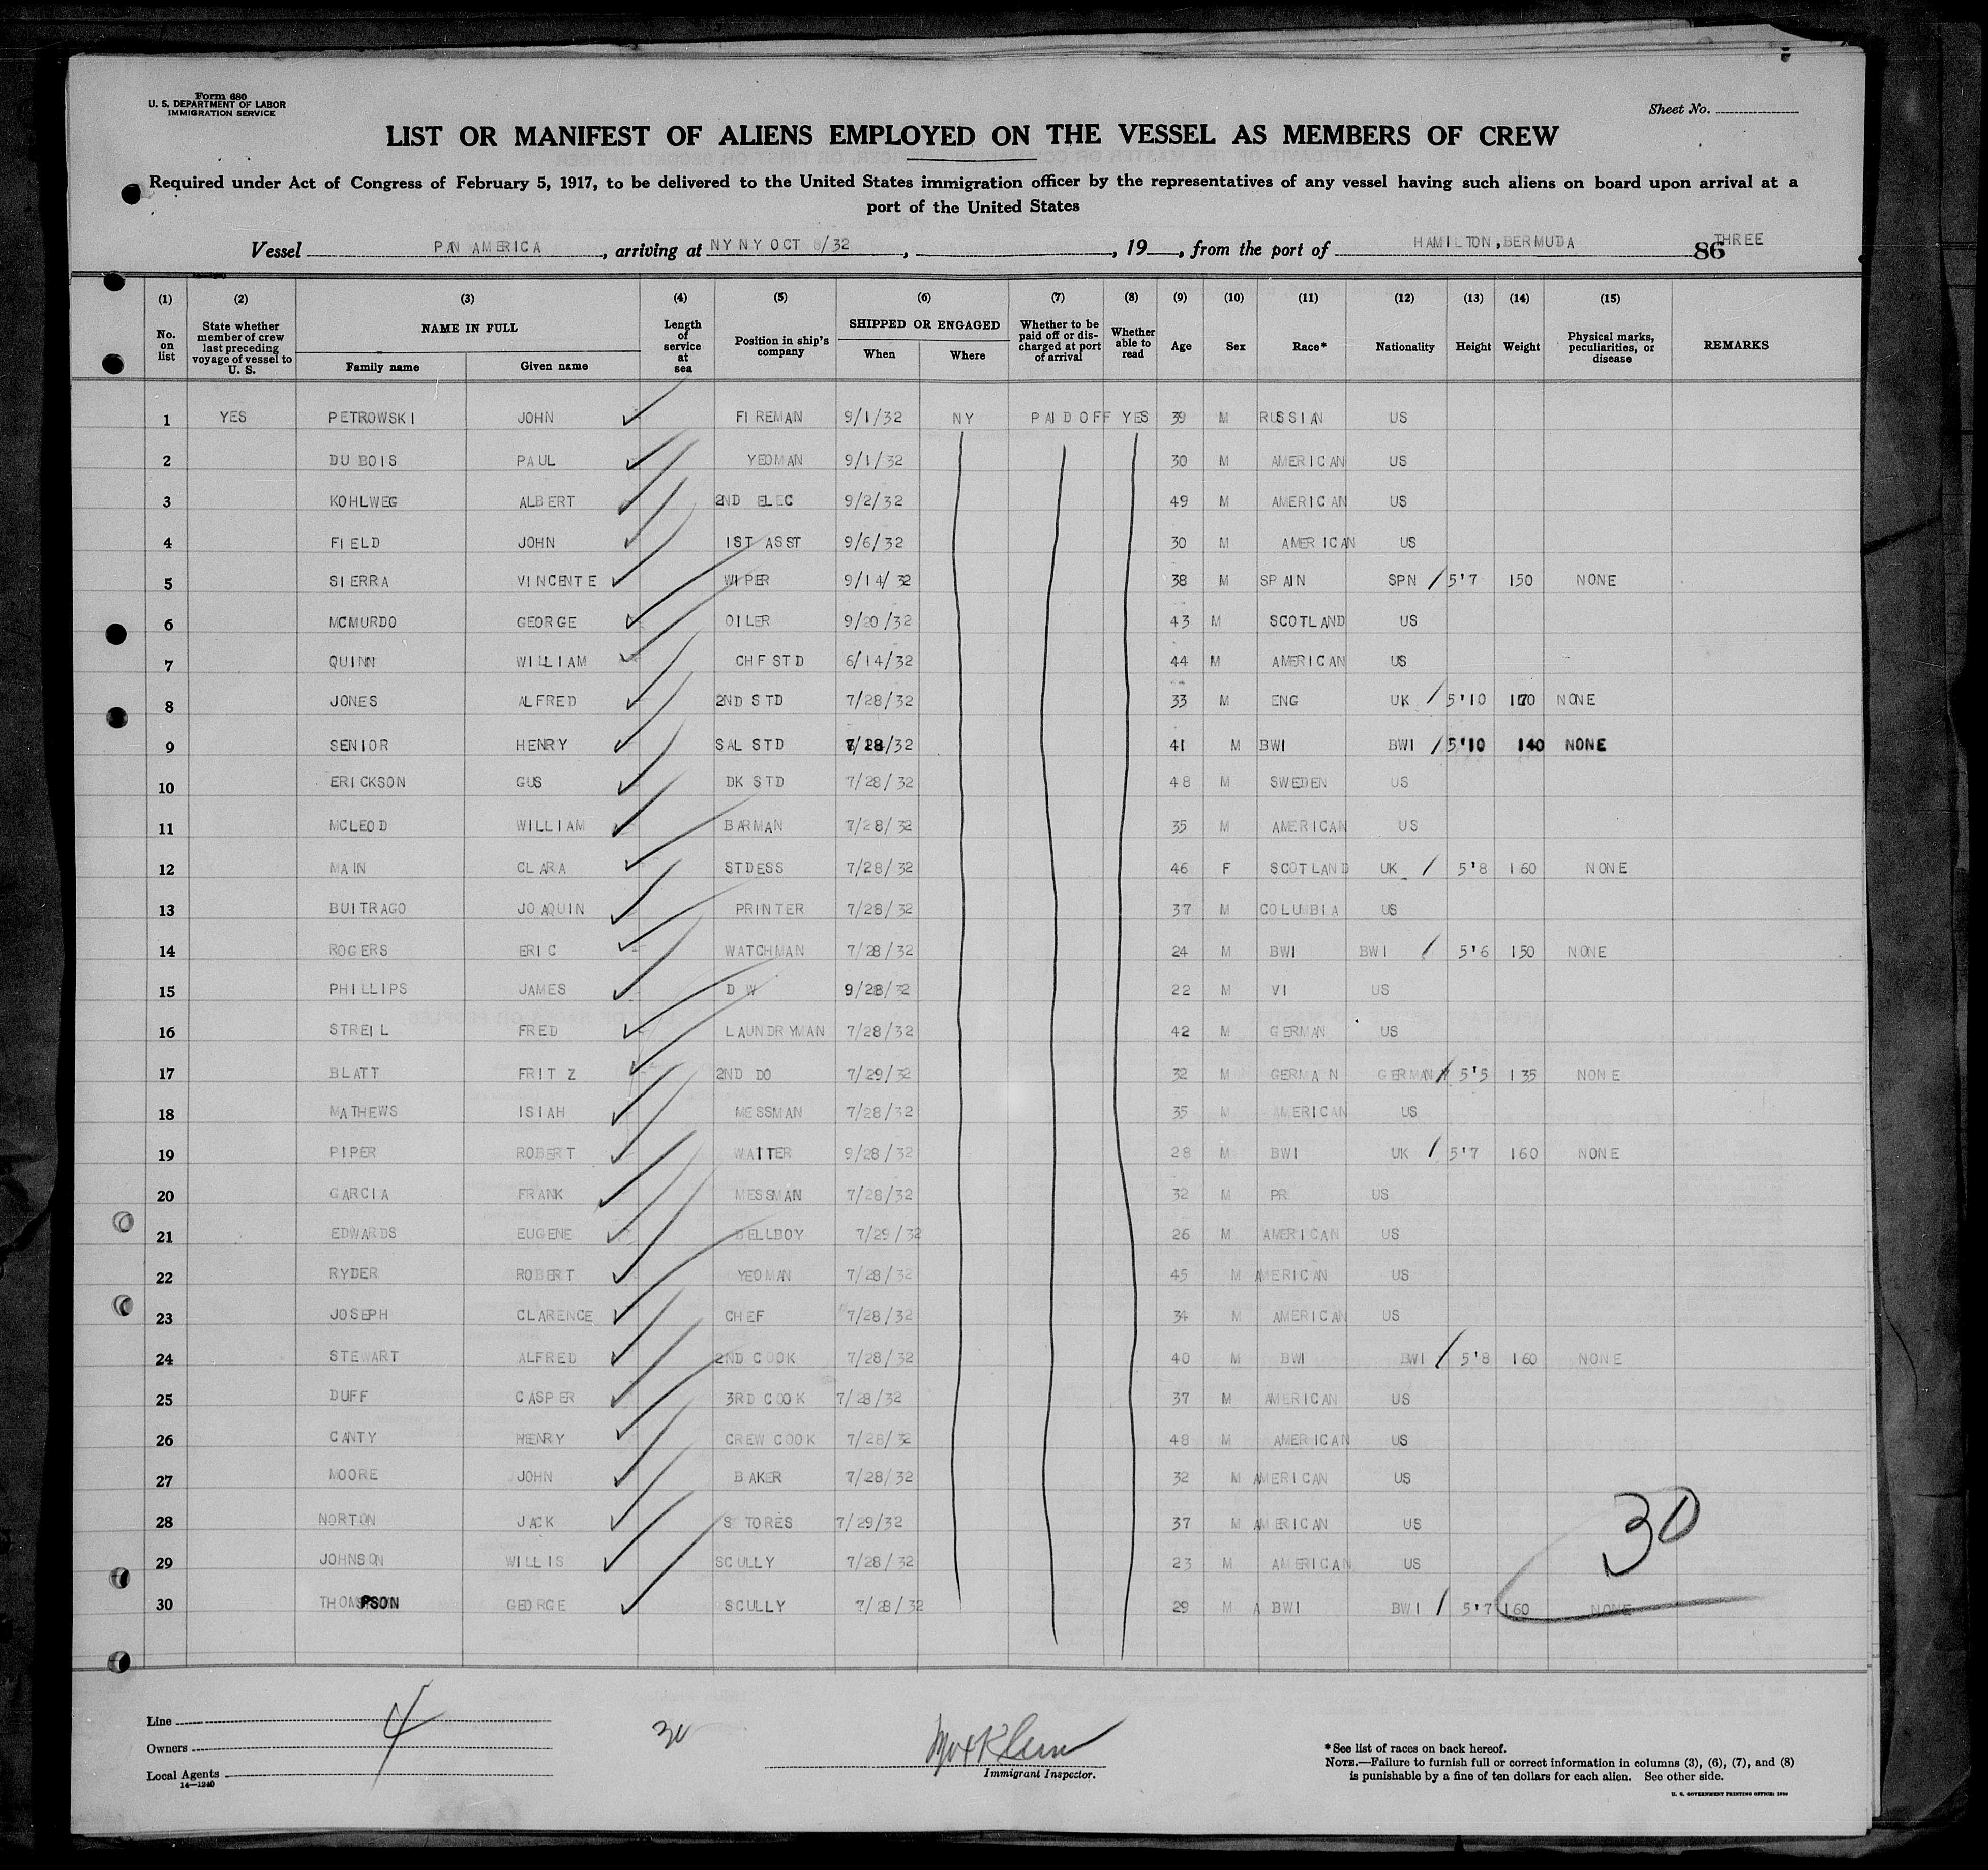 Form 680
U. S. DEPARTMENT OF LABOR
IMMIGRATION SERVICE
Sheet No.
LIST OR MANIFEST OF ALIENS EMPLOYED ON THE VESSEL AS MEMBERS OF CREW
Required under Act of Congress of February 5, 1917, to be delivered to the United States immigration officer by the representatives of any vessel having such aliens on board upon arrival at a
port of the United States
Vessel PAN AMERICA, arriving at NY NY OCT 8/32, 19, from the port of HAMILTON, BERMUDA 86 THREE
(1) (2) (3) (4) (5) (6) (7) (8) (9) (10) (11) (12) (13) (14) (15)
No. on list State whether member of crew last preceding voyage of vessel to U. S. NAME IN FULL Family name Given name Length of service at sea Position in ship's company SHIPPED OR ENGAGED When Where Whether to be paid off or discharged at port of arrival Whether able to read Age Sex Race* Nationality Height Weight Physical marks, peculiarities, or disease REMARKS
1 YES PETROWSKI JOHN FIREMAN 9/1/32 NY PAID OFF YES 39 M RUSSIAN US
2 DU BOIS PAUL YEOMAN 9/1/32 30 M AMERICAN US
3 KOHLWEG ALBERT 2ND ELEC 9/2/32 49 M AMERICAN US
4 FIELD JOHN 1ST ASST 9/6/32 30 M AMERICAN US
5 SIERRA VINCENTE WIPER 9/14/32 38 M SPAIN SPN / 5'7 150 NONE
6 MCMURDO GEORGE OILER 9/20/32 43 M SCOTLAND US
7 QUINN WILLIAM CHF STD 6/14/32 44 M AMERICAN US
8 JONES ALFRED 2ND STD 7/28/32 33 M ENG UK / 5'10 170 NONE
9 SENIOR HENRY SAL STD 7/28/32 41 M BWI BWI / 5'10 140 NONE
10 ERICKSON GUS DK STD 7/28/32 48 M SWEDEN US
11 MCLEOD WILLIAM BARMAN 7/28/32 35 M AMERICAN US
12 MAIN CLARA STDESS 7/28/32 46 F SCOTLAND UK / 5'8 160 NONE
13 BUITRAGO JOAQUIN PRINTER 7/28/32 37 M COLUMBIA US
14 ROGERS ERIC WATCHMAN 7/28/32 24 M BWI BWI / 5'6 150 NONE
15 PHILLIPS JAMES D W 9/28/32 22 M VI US
16 STREIL FRED LAUNDRYMAN 7/28/32 42 M GERMAN US
17 BLATT FRITZ 2ND DO 7/29/32 32 M GERMAN GERMAN / 5'5 135 NONE
18 MATHEWS ISIAH MESSMAN 7/28/32 35 M AMERICAN US
19 PIPER ROBERT WAITER 9/28/32 28 M BWI UK / 5'7 160 NONE
20 GARCIA FRANK MESSMAN 7/28/32 32 M PR US
21 EDWARDS EUGENE BELLBOY 7/29/32 26 M AMERICAN US
22 RYDER ROBERT YEOMAN 7/28/32 45 M AMERICAN US
23 JOSEPH CLARENCE CHEF 7/28/32 34 M AMERICAN US
24 STEWART ALFRED 2ND COOK 7/28/32 40 M BWI BWI / 5'8 160 NONE
25 DUFF CASPER 3RD COOK 7/28/32 37 M AMERICAN US
26 CANTY HENRY CREW COOK 7/28/32 48 M AMERICAN US
27 MOORE JOHN BAKER 7/28/32 32 M AMERICAN US
28 NORTON JACK STORES 7/29/32 37 M AMERICAN US
29 JOHNSON WILLIS SCULLY 7/28/32 23 M AMERICAN US
30 THOMPSON GEORGE SCULLY 7/28/32 29 M A BWI BWI / 5'7 160 NONE
30
Line
Owners
Local Agents
14—1240
4
30
Immigrant Inspector.
*See list of races on back hereof.
NOTE.—Failure to furnish full or correct information in columns (3), (6), (7), and (8)
is punishable by a fine of ten dollars for each alien. See other side.